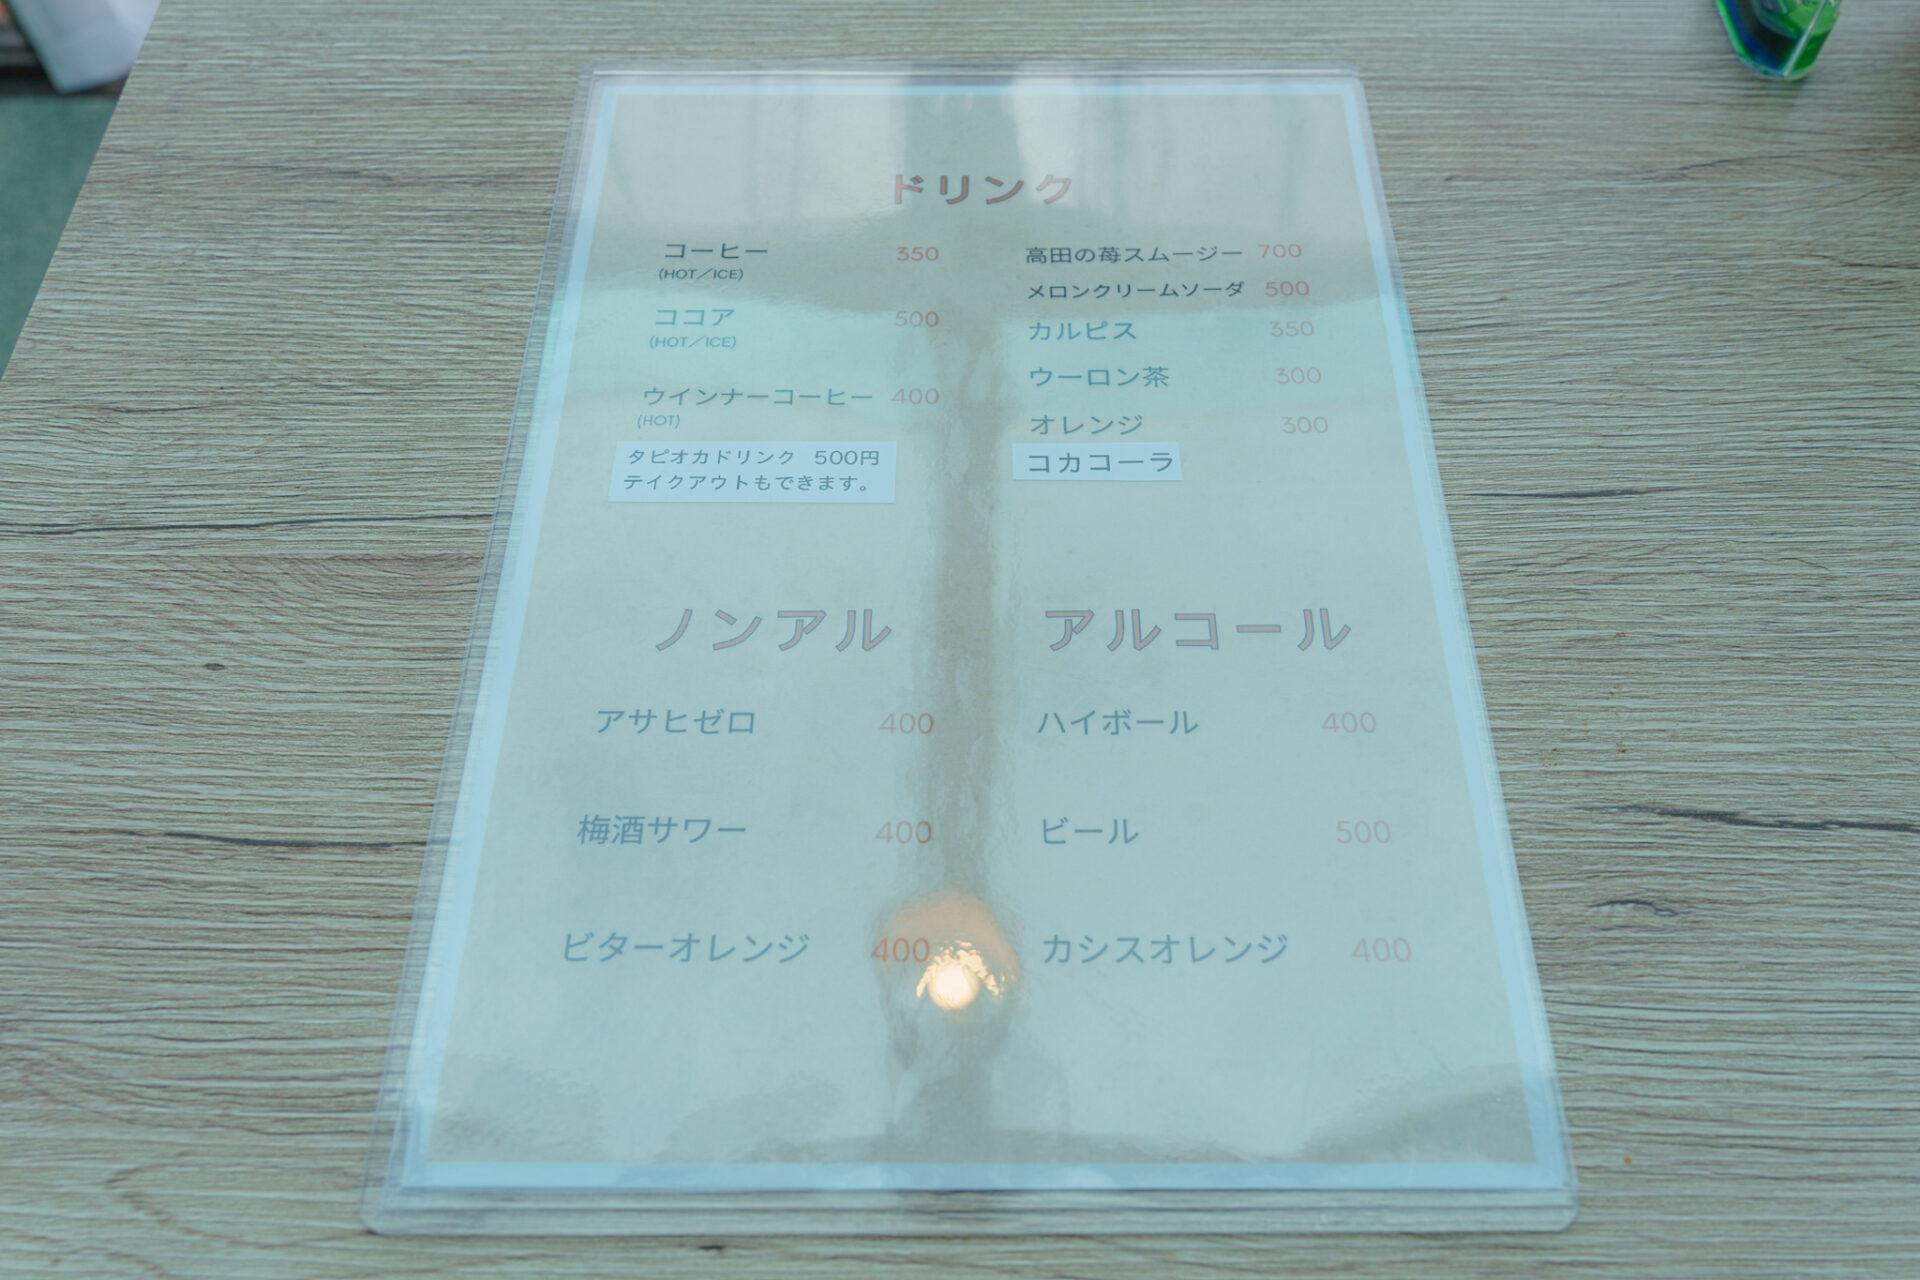 ドリンク
コーヒー 350
(HOT/ICE)
ココア 500
(HOT/ICE)
ウインナーコーヒー 400
(HOT)
タピオカドリンク 500円
テイクアウトもできます。
高田の苺スムージー 700
メロンクリームソーダ 500
カルピス 350
ウーロン茶 300
オレンジ 300
コカコーラ
ノンアル
アサヒゼロ 400
梅酒サワー 400
ビターオレンジ 400
アルコール
ハイボール 400
ビール 500
カシスオレンジ 400